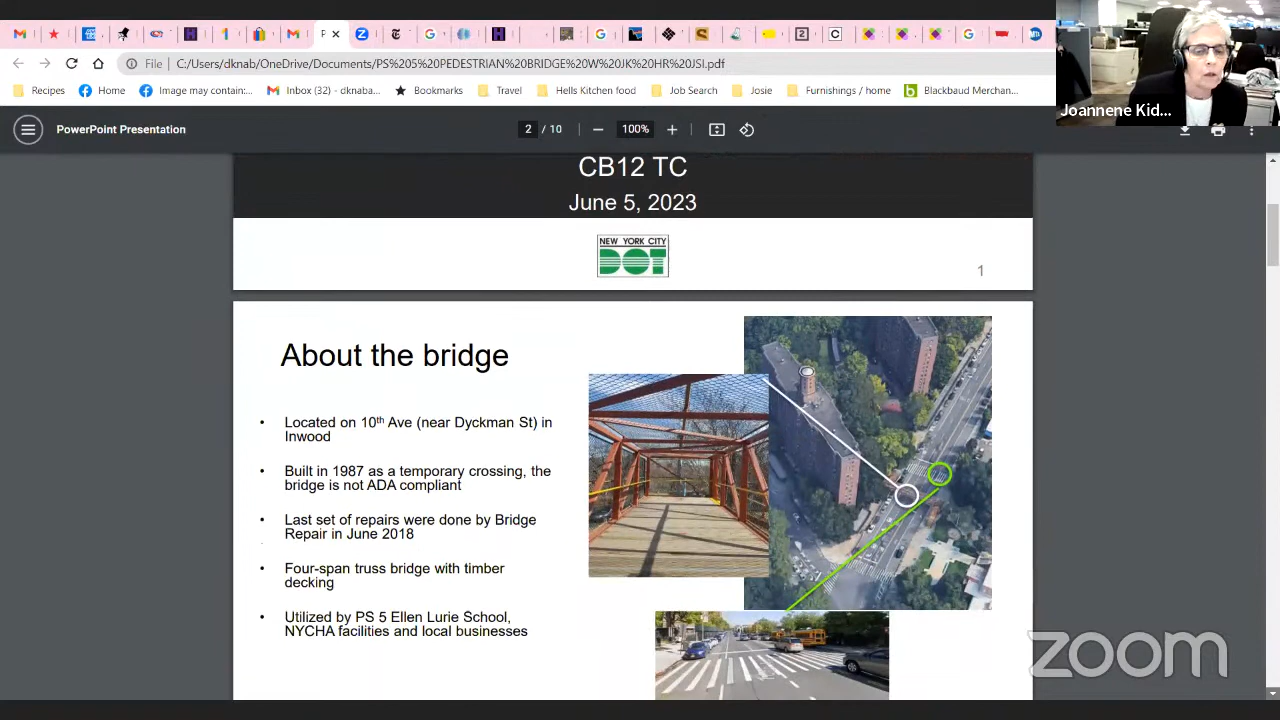 File
C:/Users/dknab/OneDrive/Documents/PS%205%20PEDESTRIAN%20BRIDGE%20W%20JK%20HR%20JSI.pdf
Recipes
Home
Image may contain:...
Inbox (32) - dknaba...
Bookmarks
Travel
Hells Kitchen food
Job Search
Josie
Furnishings / home
Blackbaud Merchan...
Joannene Kid...
PowerPoint Presentation
2 / 10
100%
CB12 TC
June 5, 2023
NEW YORK CITY
DOT
1
About the bridge
• Located on 10th Ave (near Dyckman St) in
Inwood
• Built in 1987 as a temporary crossing, the
bridge is not ADA compliant
• Last set of repairs were done by Bridge
Repair in June 2018
• Four-span truss bridge with timber
decking
• Utilized by PS 5 Ellen Lurie School,
NYCHA facilities and local businesses
zoom